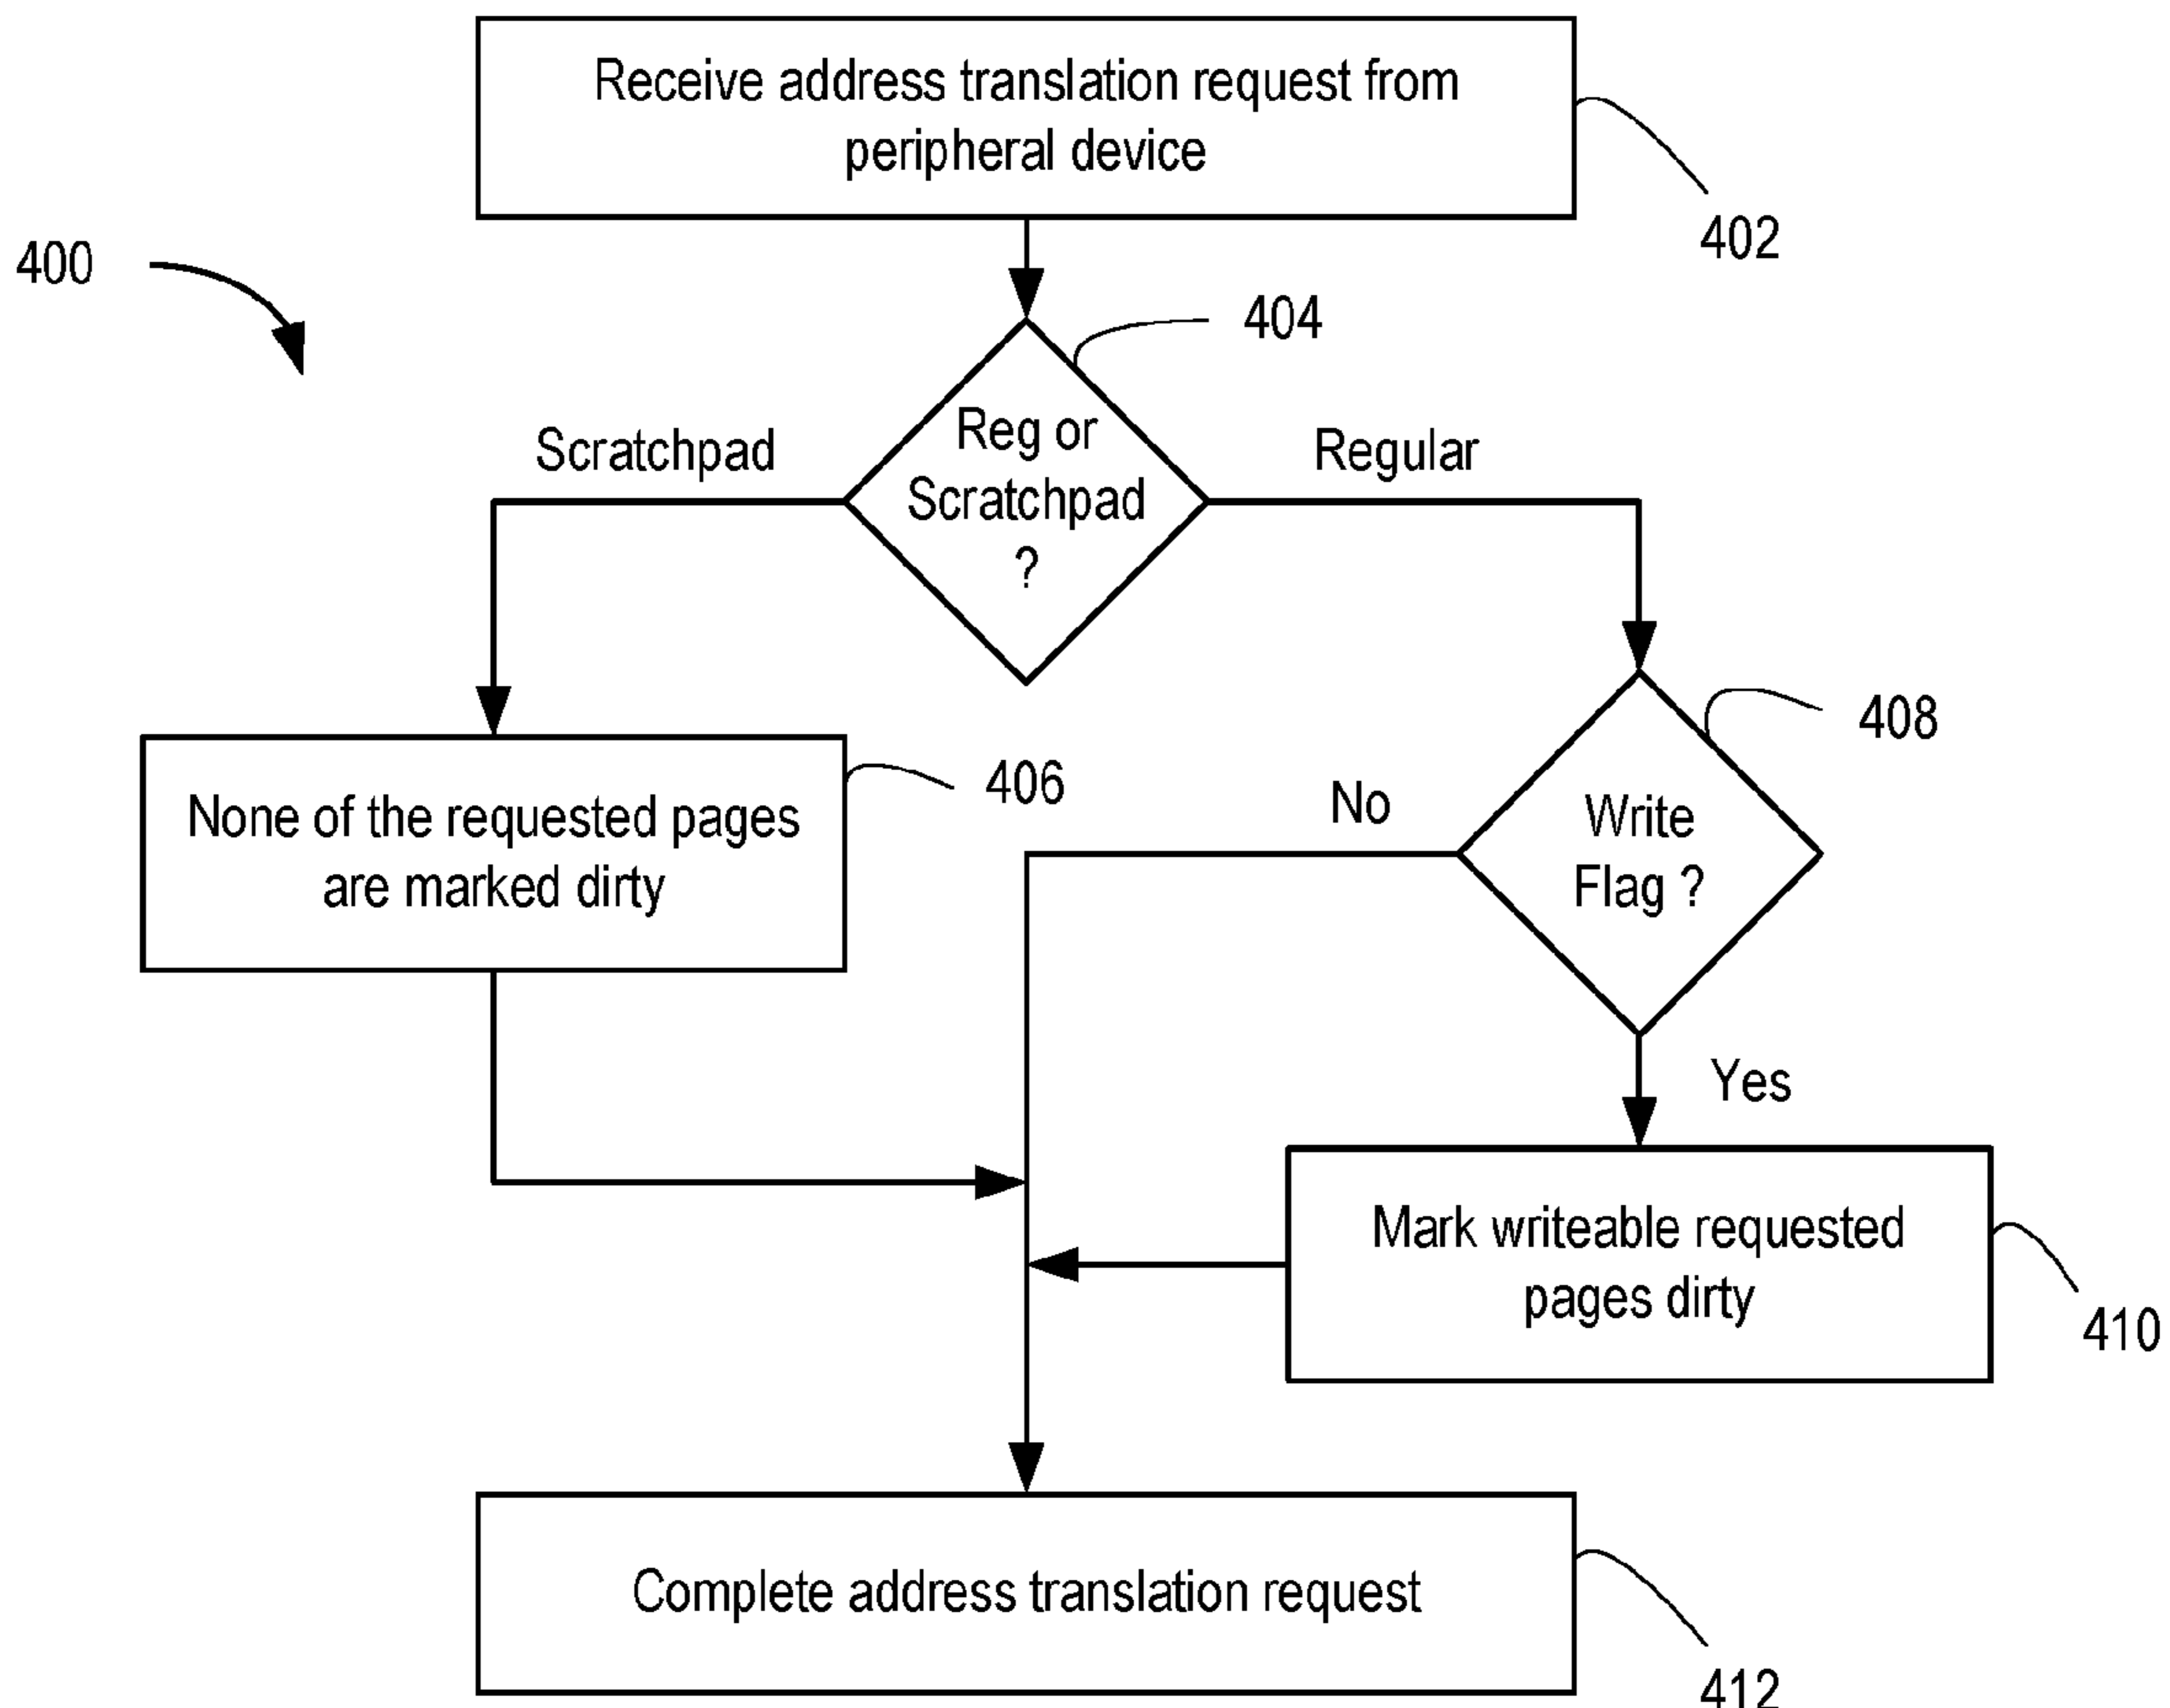 Receive address translation request from
peripheral device
402
400
404
Reg or
Scratchpad
?
Scratchpad
Regular
408
406
No
Write
Flag ?
None of the requested pages
are marked dirty
Yes
Mark writeable requested
pages dirty
410
Complete address translation request
412